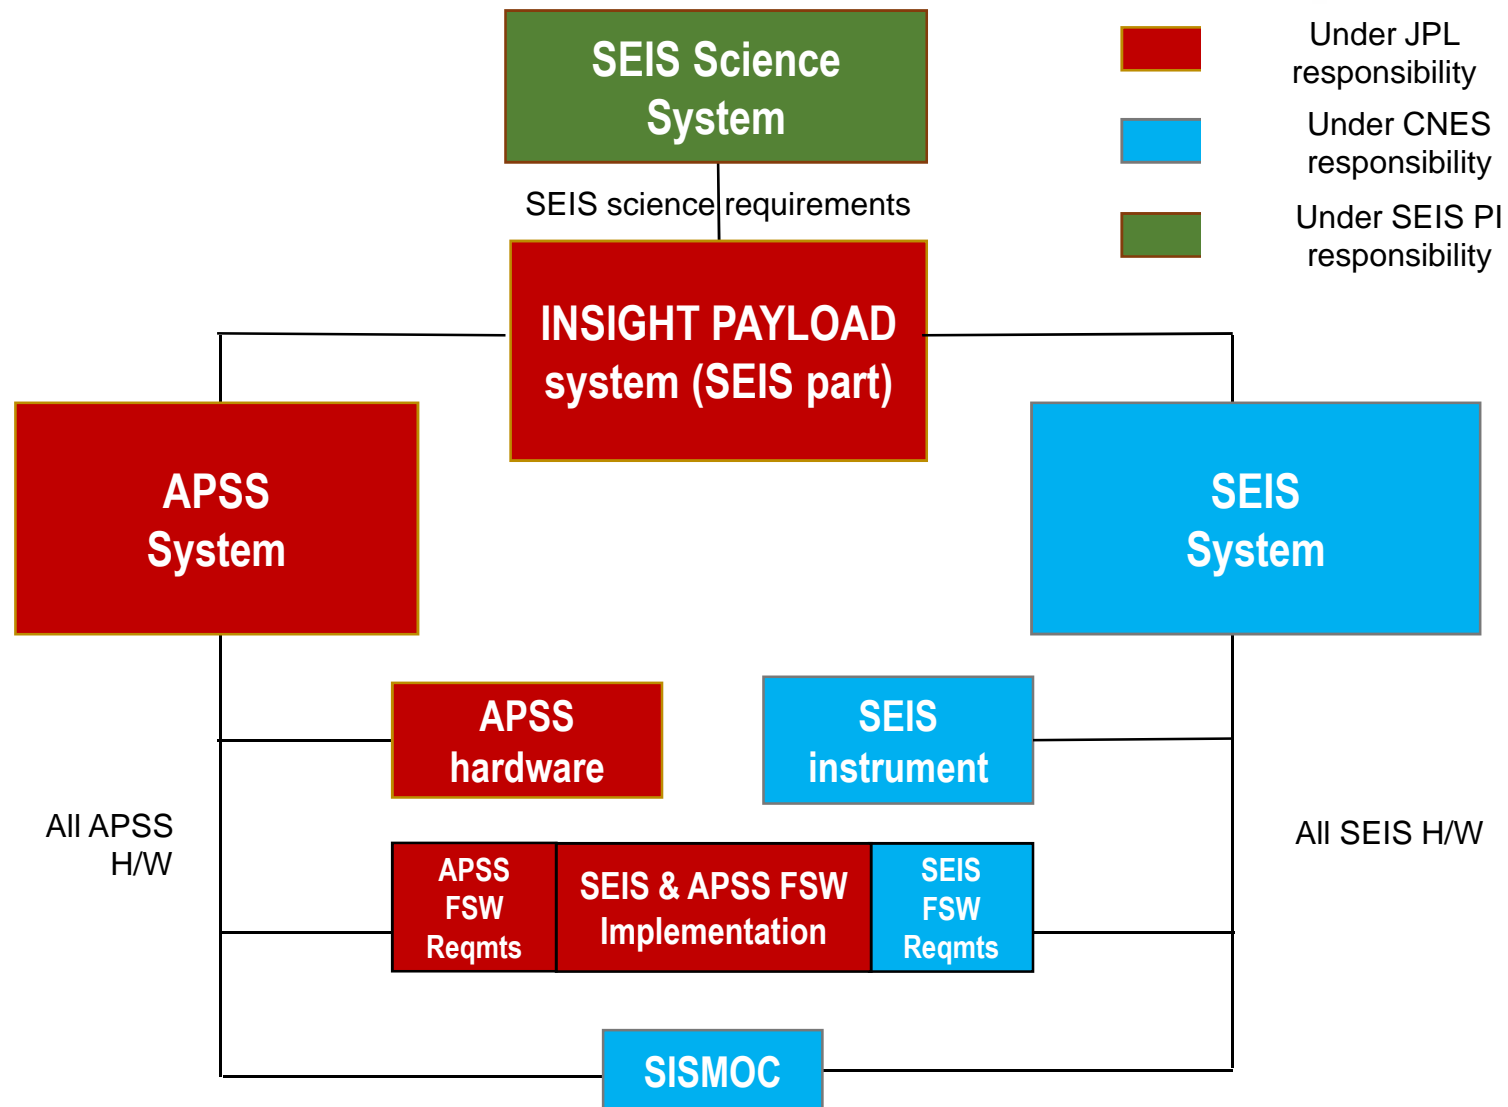 SEIS Science
System
Under JPL
responsibility
Under CNES
responsibility
Under SEIS PI
responsibility
SEIS science requirements
INSIGHT PAYLOAD
system (SEIS part)
APSS
System
SEIS
System
APSS
hardware
SEIS
instrument
All APSS
H/W
All SEIS H/W
APSS
FSW
Reqmts
SEIS & APSS FSW
Implementation
SEIS
FSW
Reqmts
SISMOC